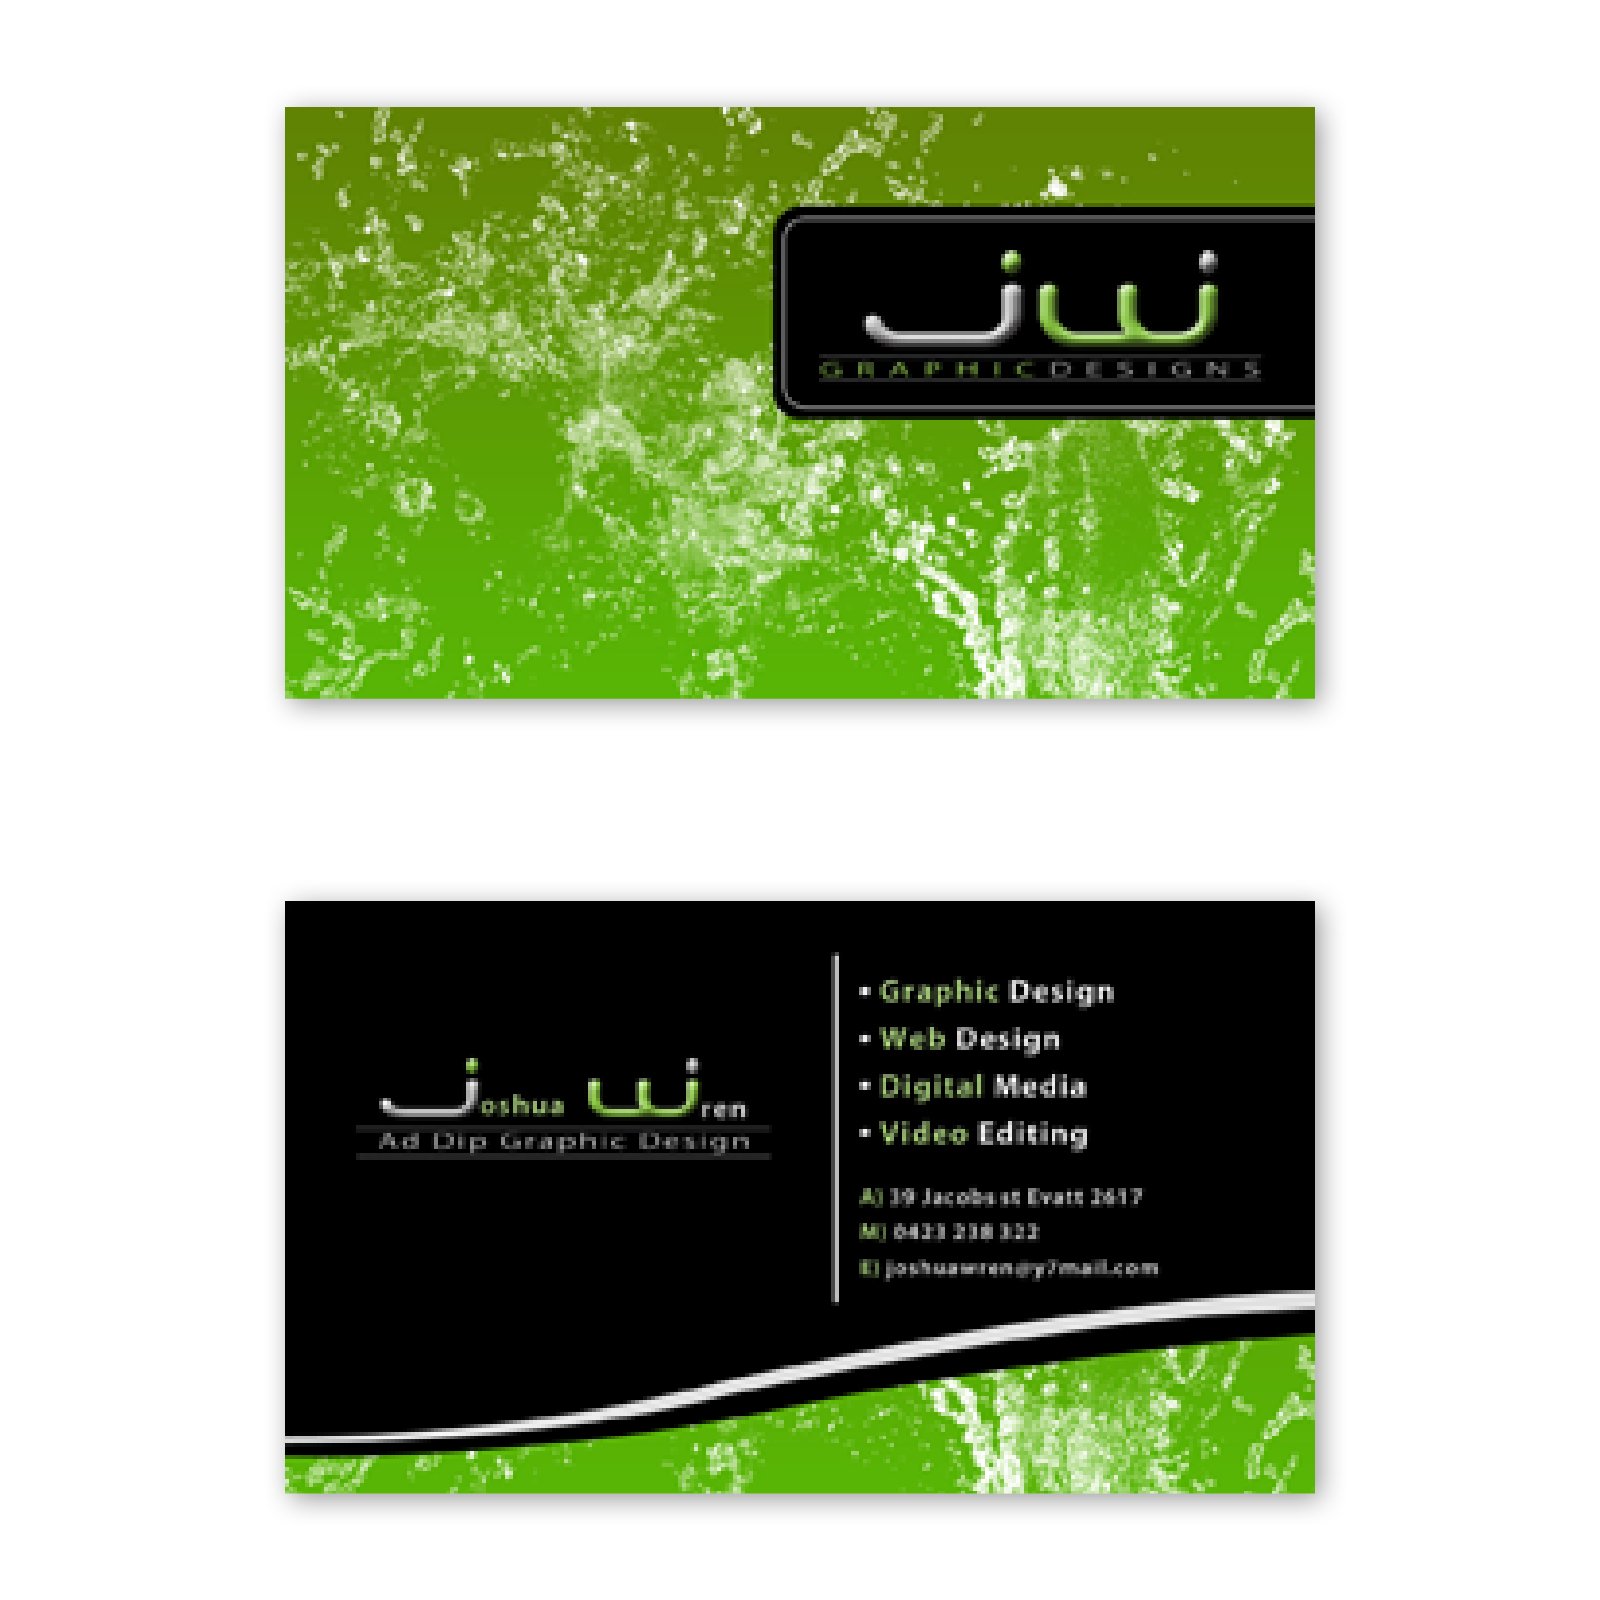 jw
GRAPHICDESIGNS
Joshua Wren
Ad Dip Graphic Design
• Graphic Design
• Web Design
• Digital Media
• Video Editing
A) 39 Jacobs st Evatt 2617
M) 0423 238 322
E) joshuawren@y7mail.com